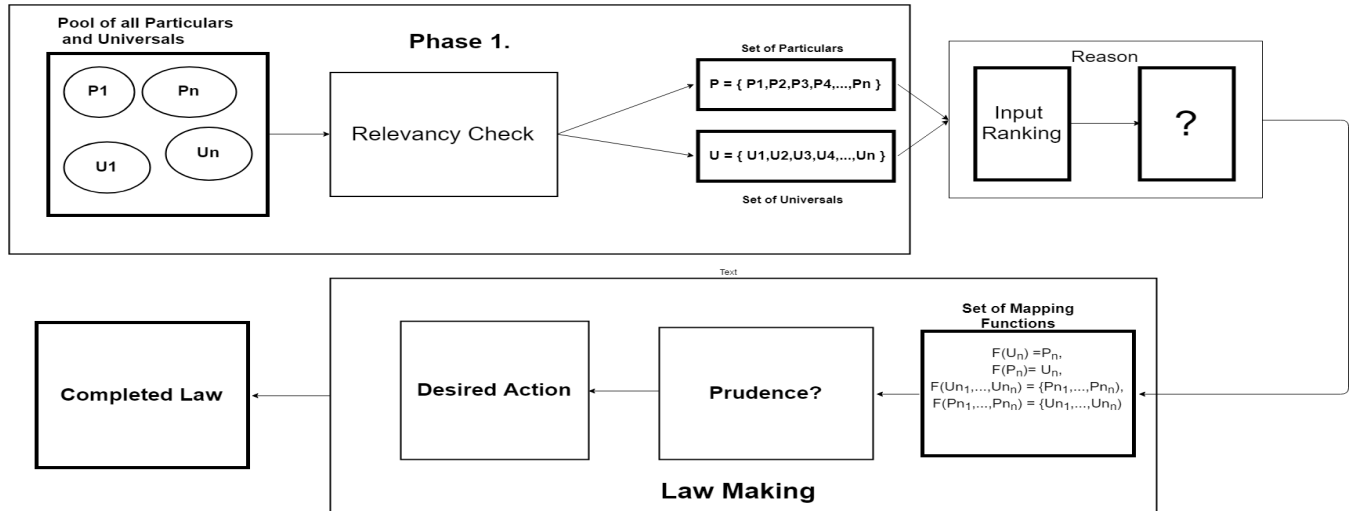 Pool of all Particulars
and Universals
P1
Pn
U1
Un
Phase 1.
Relevancy Check
Set of Particulars
P = { P1,P2,P3,P4,...,Pn }
U = { U1,U2,U3,U4,...,Un }
Set of Universals
Reason
Input
Ranking
?
Text
Completed Law
Desired Action
Prudence?
Set of Mapping
Functions
F(Uₙ) =Pₙ,
F(Pₙ)= Uₙ,
F(Un₁,...,Unₙ) = {Pn₁,...,Pnₙ),
F(Pn₁,...,Pnₙ) = {Un₁,...,Unₙ)
Law Making